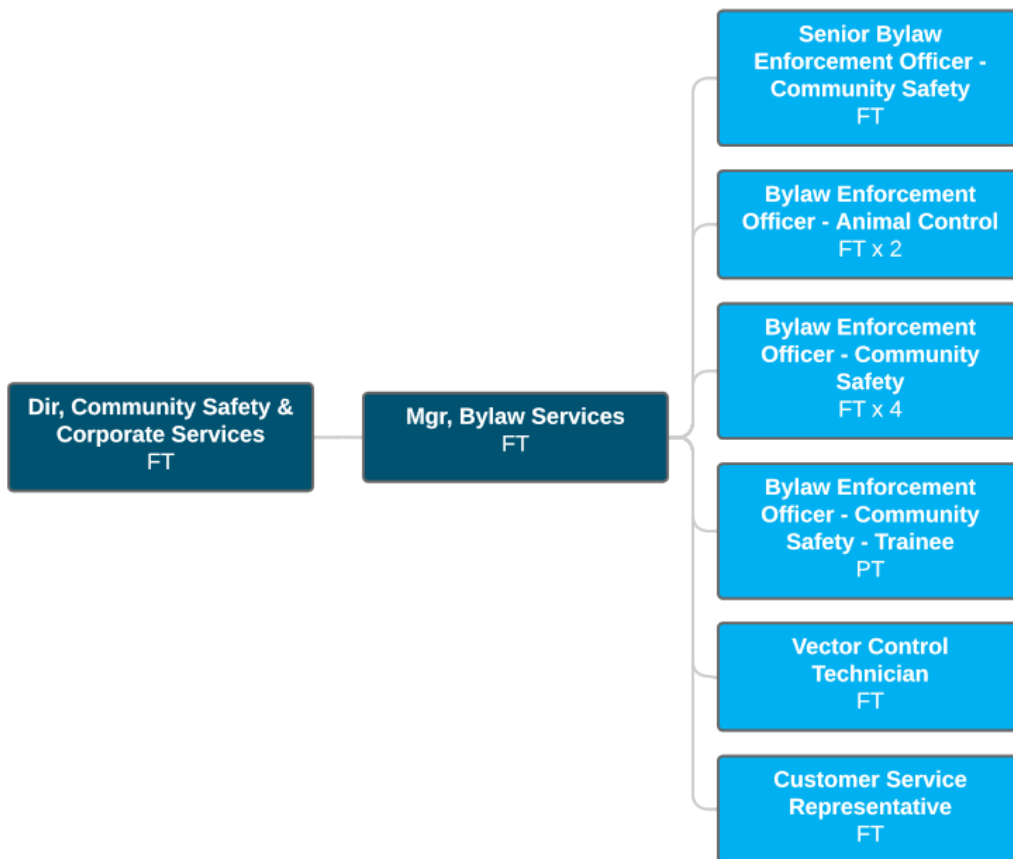 Dir, Community Safety &
Corporate Services
FT
Mgr, Bylaw Services
FT
Senior Bylaw
Enforcement Officer -
Community Safety
FT
Bylaw Enforcement
Officer - Animal Control
FT x 2
Bylaw Enforcement
Officer - Community
Safety
FT x 4
Bylaw Enforcement
Officer - Community
Safety - Trainee
PT
Vector Control
Technician
FT
Customer Service
Representative
FT